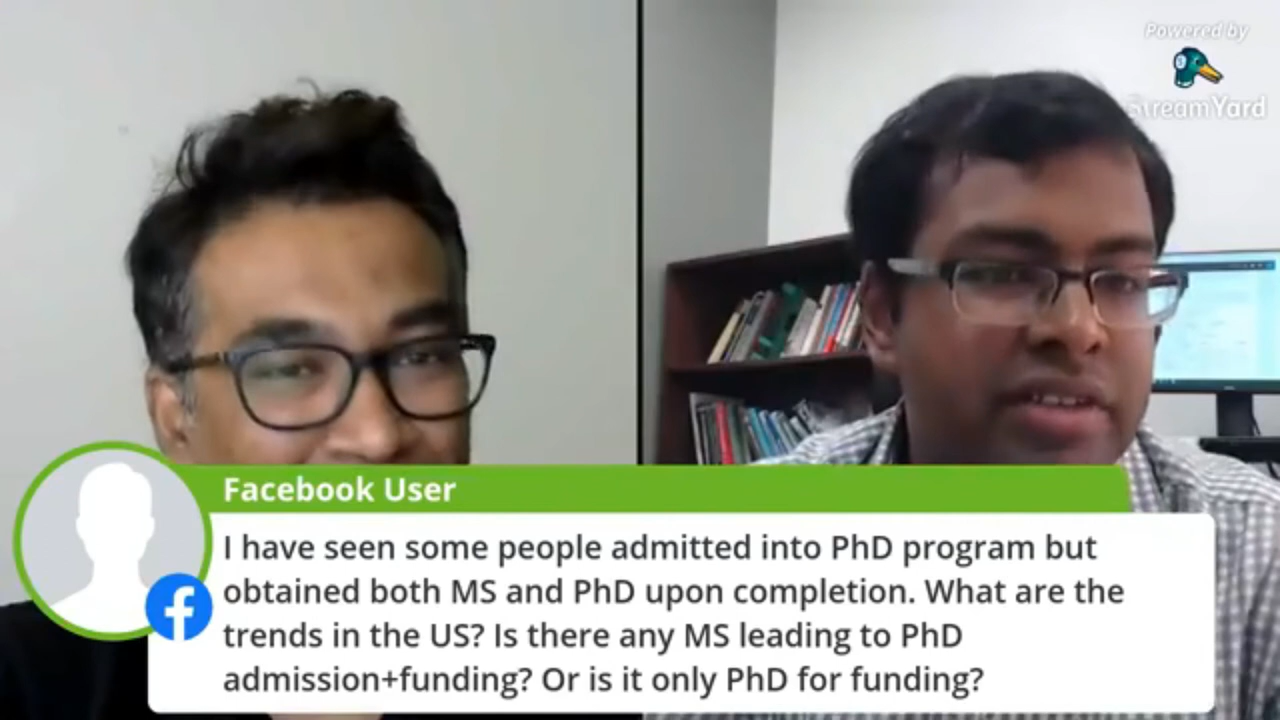 Powered by
StreamYard
Facebook User
I have seen some people admitted into PhD program but
obtained both MS and PhD upon completion. What are the
trends in the US? Is there any MS leading to PhD
admission+funding? Or is it only PhD for funding?